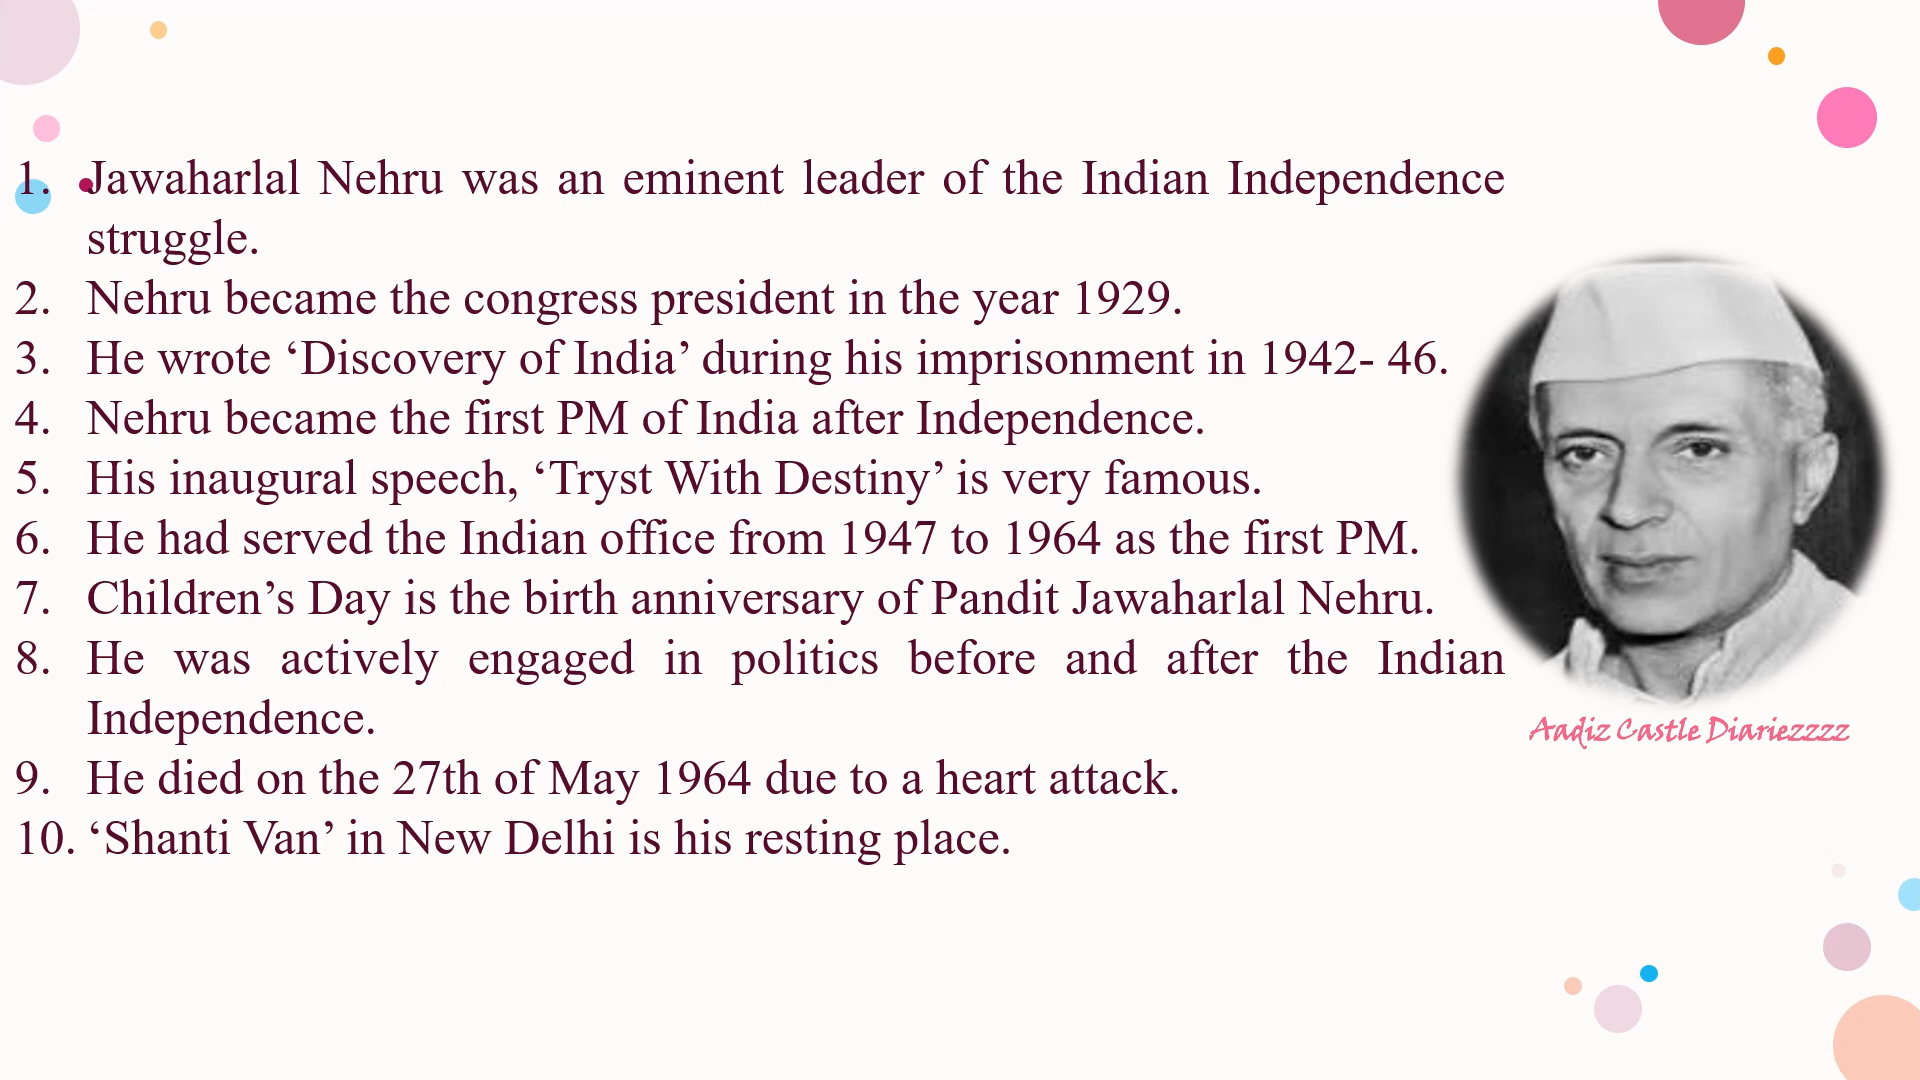 1. Jawaharlal Nehru was an eminent leader of the Indian Independence
struggle.
2. Nehru became the congress president in the year 1929.
3. He wrote ‘Discovery of India’ during his imprisonment in 1942- 46.
4. Nehru became the first PM of India after Independence.
5. His inaugural speech, ‘Tryst With Destiny’ is very famous.
6. He had served the Indian office from 1947 to 1964 as the first PM.
7. Children’s Day is the birth anniversary of Pandit Jawaharlal Nehru.
8. He was actively engaged in politics before and after the Indian
Independence.
9. He died on the 27th of May 1964 due to a heart attack.
10. ‘Shanti Van’ in New Delhi is his resting place.
Aadiz Castle Diariezzzz